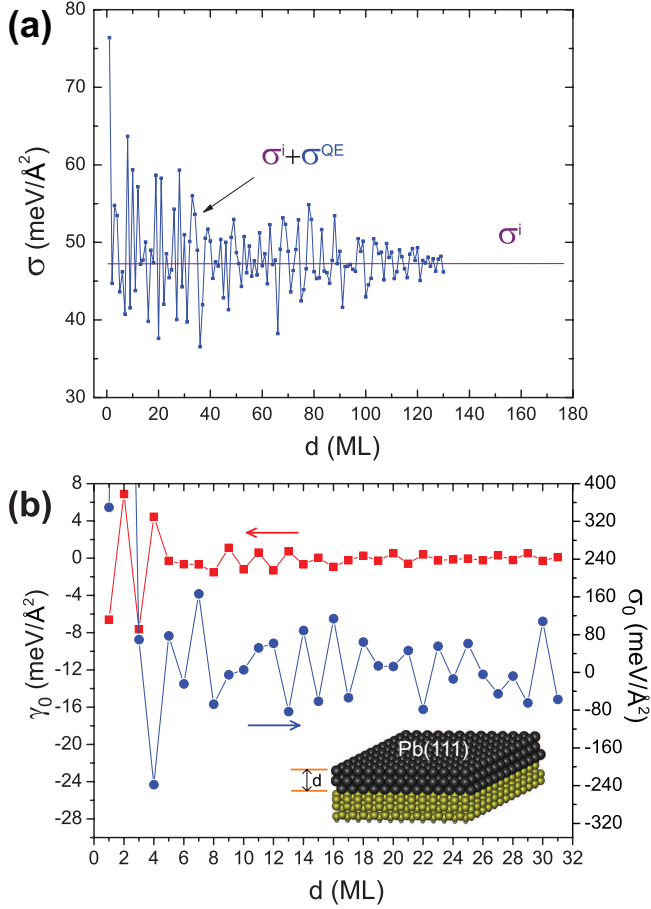 (a)
80
70
60
50
40
30
σ (meV/Å²)
σⁱ+σQE
σⁱ
0 20 40 60 80 100 120 140 160 180
d (ML)
(b)
8
4
0
-4
-8
-12
-16
-20
-24
-28
γ₀ (meV/Å²)
400
320
240
160
80
0
-80
-160
-240
-320
σ₀ (meV/Å²)
Pb(111)
d
0 2 4 6 8 10 12 14 16 18 20 22 24 26 28 30 32
d (ML)